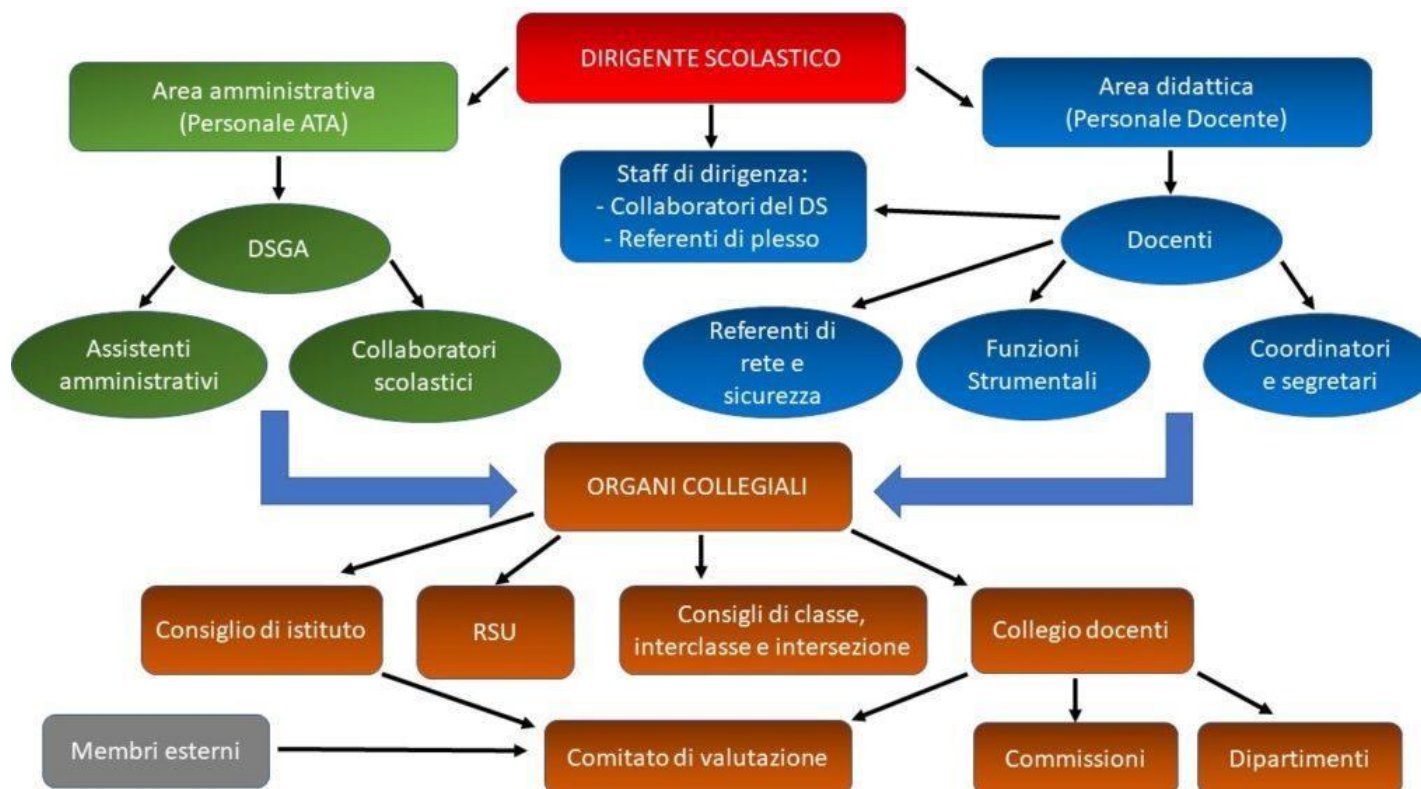 DIRIGENTE SCOLASTICO
Area amministrativa
(Personale ATA)
Area didattica
(Personale Docente)
Staff di dirigenza:
- Collaboratori del DS
- Referenti di plesso
DSGA
Docenti
Assistenti
amministrativi
Collaboratori
scolastici
Referenti di
rete e
sicurezza
Funzioni
Strumentali
Coordinatori
e segretari
ORGANI COLLEGIALI
Consiglio di istituto
RSU
Consigli di classe,
interclasse e intersezione
Collegio docenti
Membri esterni
Comitato di valutazione
Commissioni
Dipartimenti